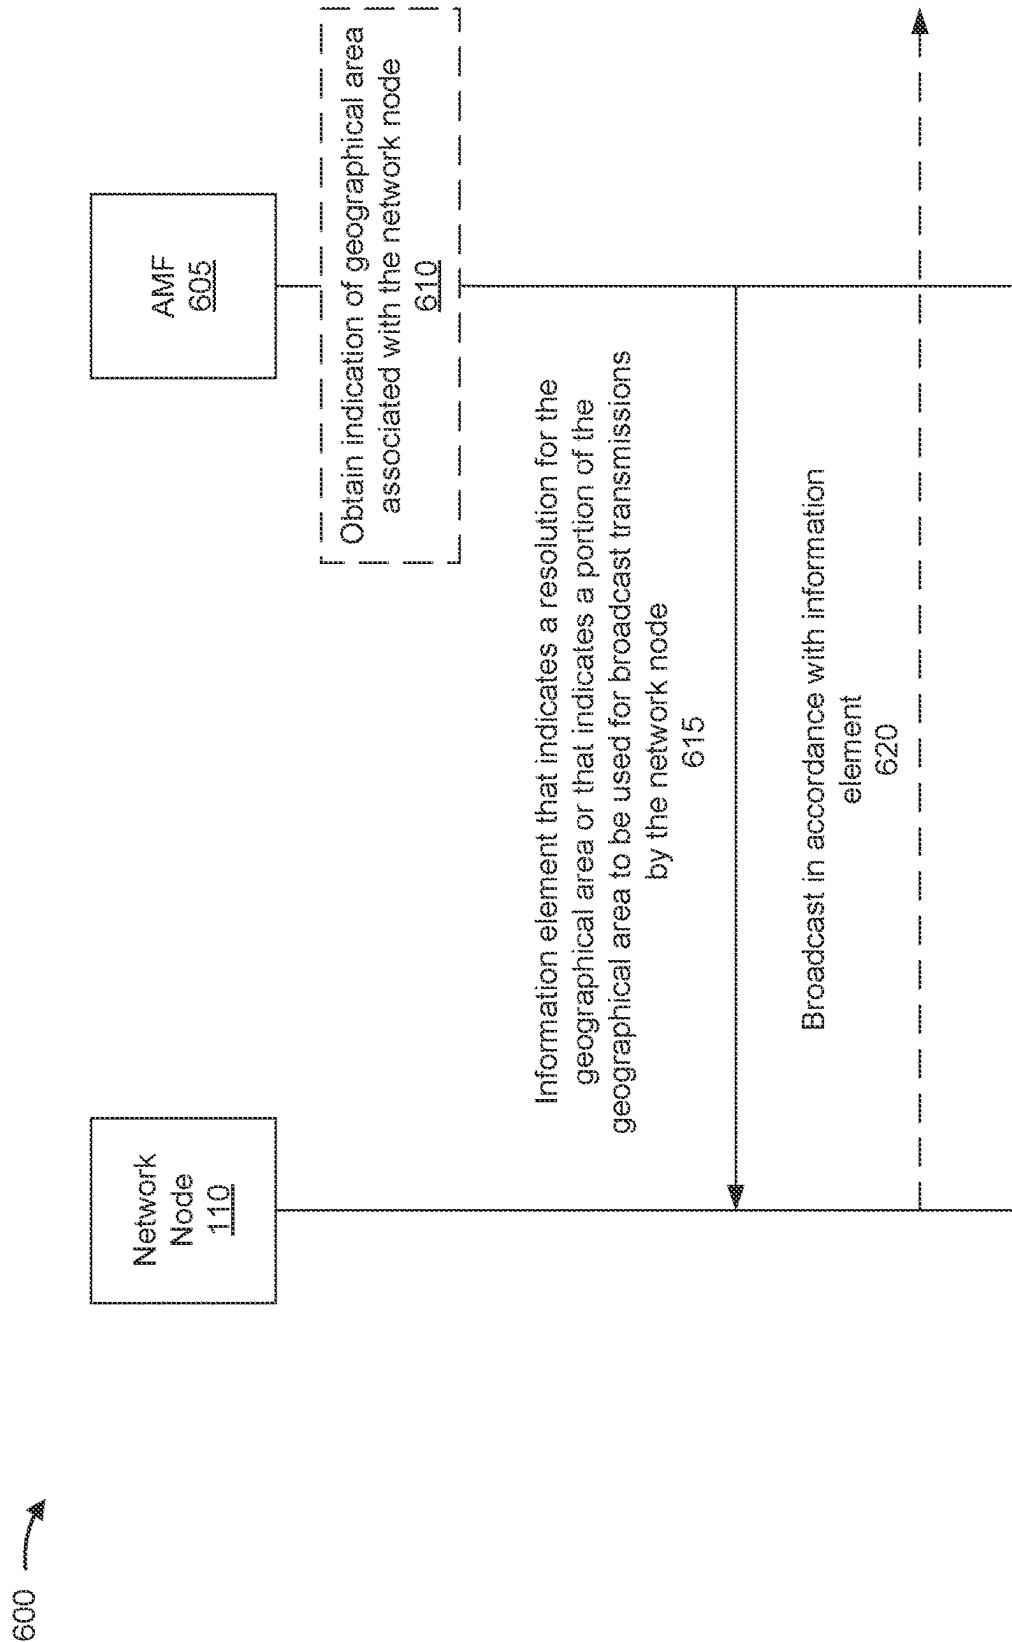 600
Network
Node
110
AMF
605
Obtain indication of geographical area
associated with the network node
610
Information element that indicates a resolution for the
geographical area or that indicates a portion of the
geographical area to be used for broadcast transmissions
by the network node
615
Broadcast in accordance with information
element
620